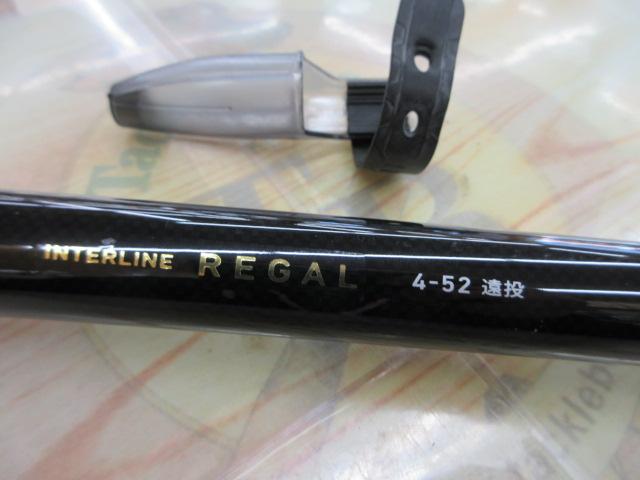 INTERLINE REGAL 4-52 遠投